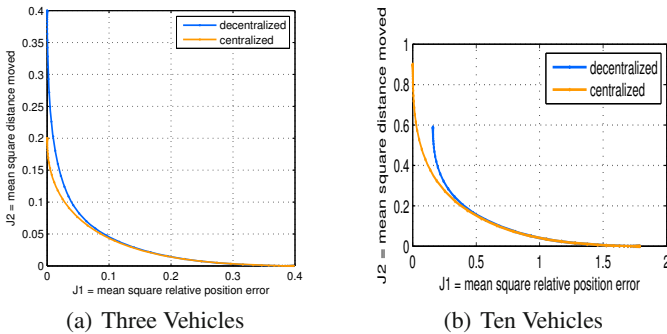 0.4
0.35
0.3
0.25
0.2
0.15
0.1
0.05
0
J2 = mean square distance moved
decentralized
centralized
0 0.1 0.2 0.3 0.4
J1 = mean square relative position error
(a) Three Vehicles
1
0.8
0.6
0.4
0.2
0
J2 = mean square distance moved
decentralized
centralized
0 0.5 1 1.5 2
J1 = mean square relative position error
(b) Ten Vehicles